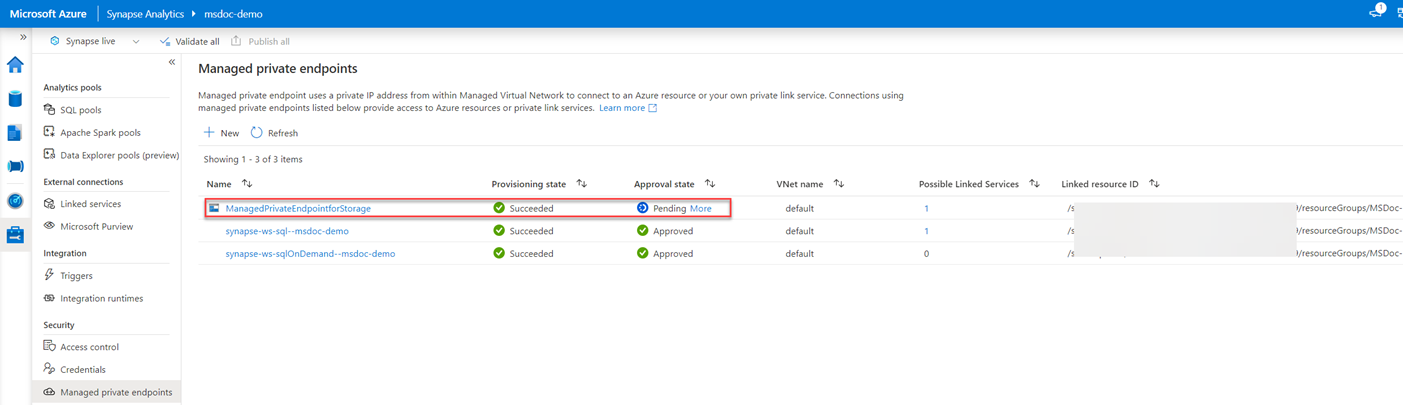 Microsoft Azure Synapse Analytics msdoc-demo 1
Synapse live Validate all Publish all
Analytics pools
SQL pools
Apache Spark pools
Data Explorer pools (preview)
External connections
Linked services
Microsoft Purview
Integration
Triggers
Integration runtimes
Security
Access control
Credentials
Managed private endpoints
Managed private endpoints
Managed private endpoint uses a private IP address from within Managed Virtual Network to connect to an Azure resource or your own private link service. Connections using
managed private endpoints listed below provide access to Azure resources or private link services. Learn more
New Refresh
Showing 1 - 3 of 3 items
Name Provisioning state Approval state VNet name Possible Linked Services Linked resource ID
ManagedPrivateEndpointforStorage Succeeded Pending More default 1 /s 9/resourceGroups/MSDoc-
synapse-ws-sql--msdoc-demo Succeeded Approved default 1 /s 9/resourceGroups/MSDoc-
synapse-ws-sqlOnDemand--msdoc-demo Succeeded Approved default 0 /s 9/resourceGroups/MSDoc-